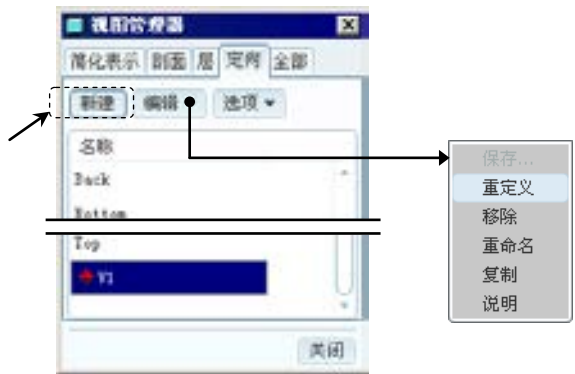 视图管理器
简化表示 剖面 层 定向 全部
新建 编辑 选项
名称
Back
Bottom
Top
V1
关闭
保存...
重定义
移除
重命名
复制
说明